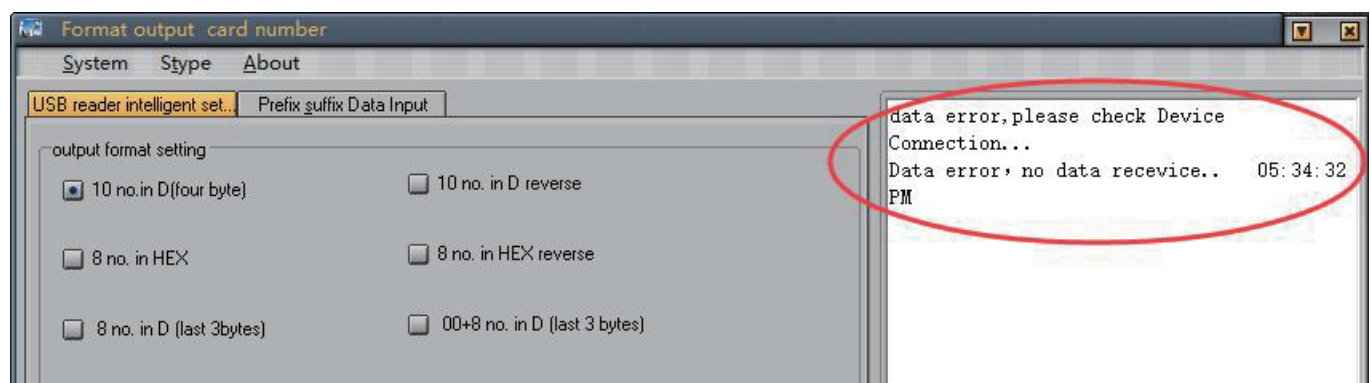 Format output card number
System Stype About
USB reader intelligent set... Prefix suffix Data Input
output format setting
10 no.in D(four byte) 10 no. in D reverse
8 no. in HEX 8 no. in HEX reverse
8 no. in D (last 3bytes) 00+8 no. in D (last 3 bytes)
data error,please check Device
Connection...
Data error，no data recevice.. 05:34:32
PM